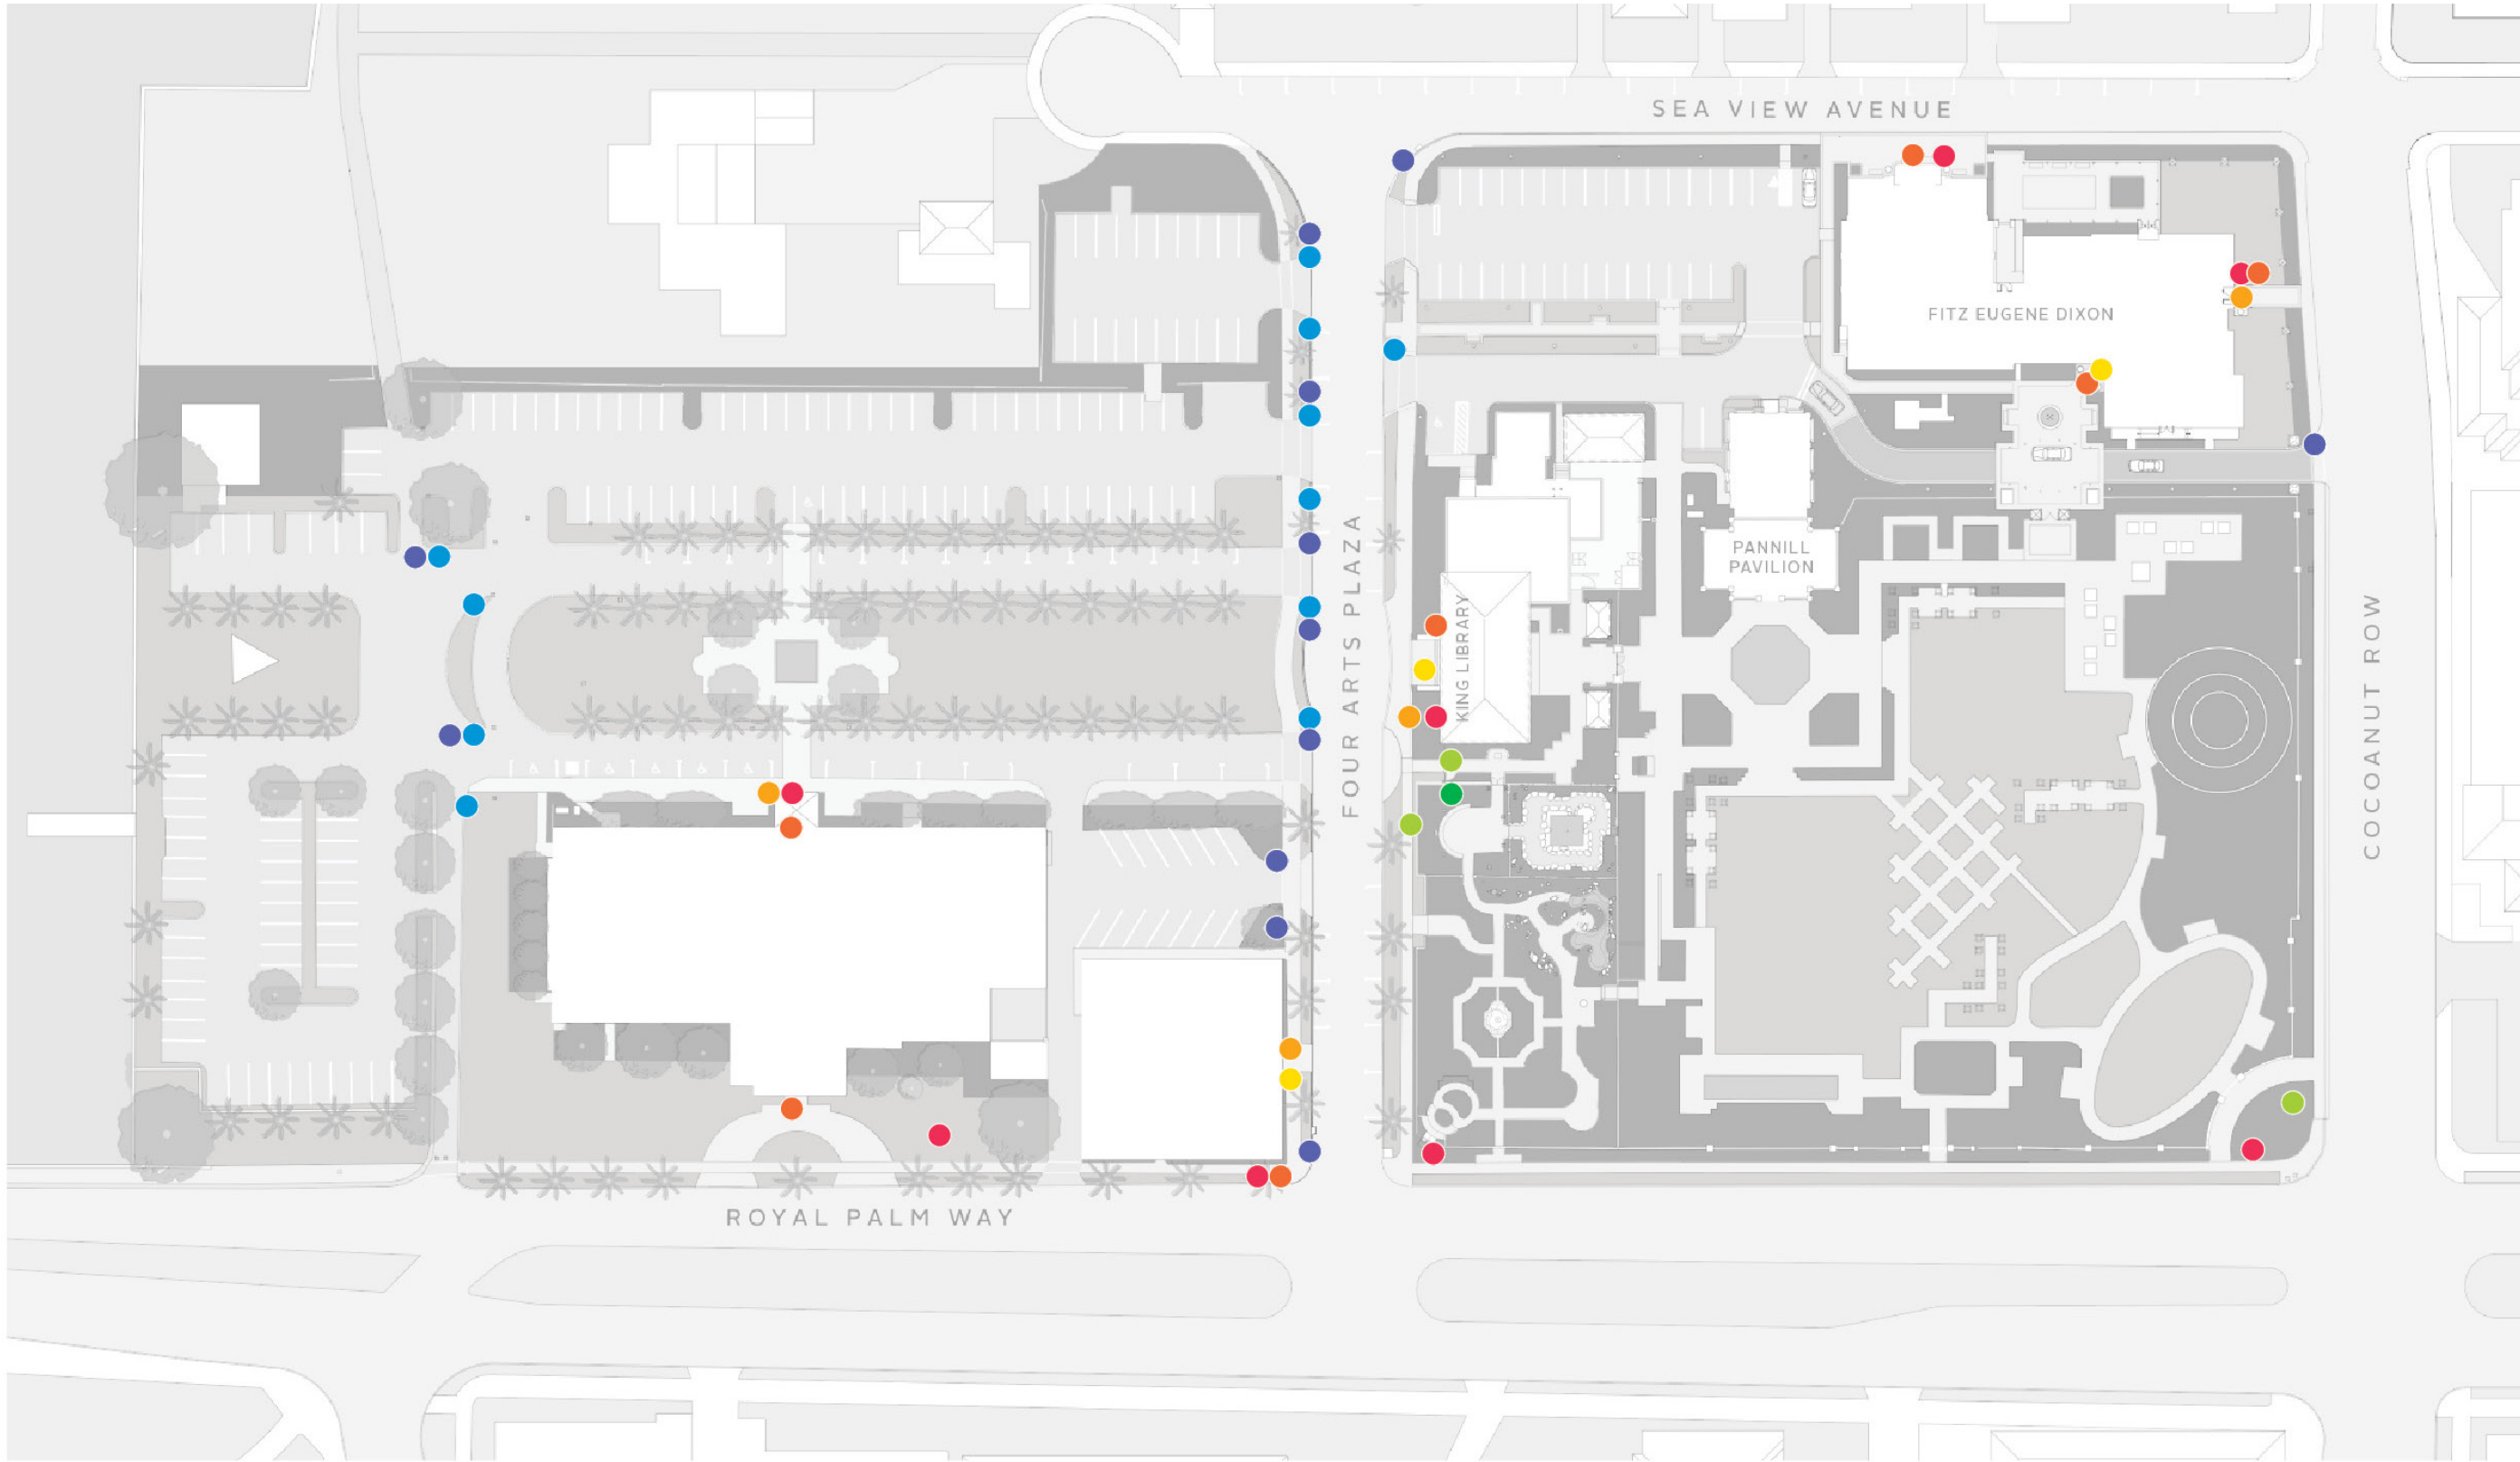 SEA VIEW AVENUE
FITZ EUGENE DIXON
PANNILL
PAVILION
KING LIBRARY
FOUR ARTS PLAZA
COCOANUT ROW
ROYAL PALM WAY